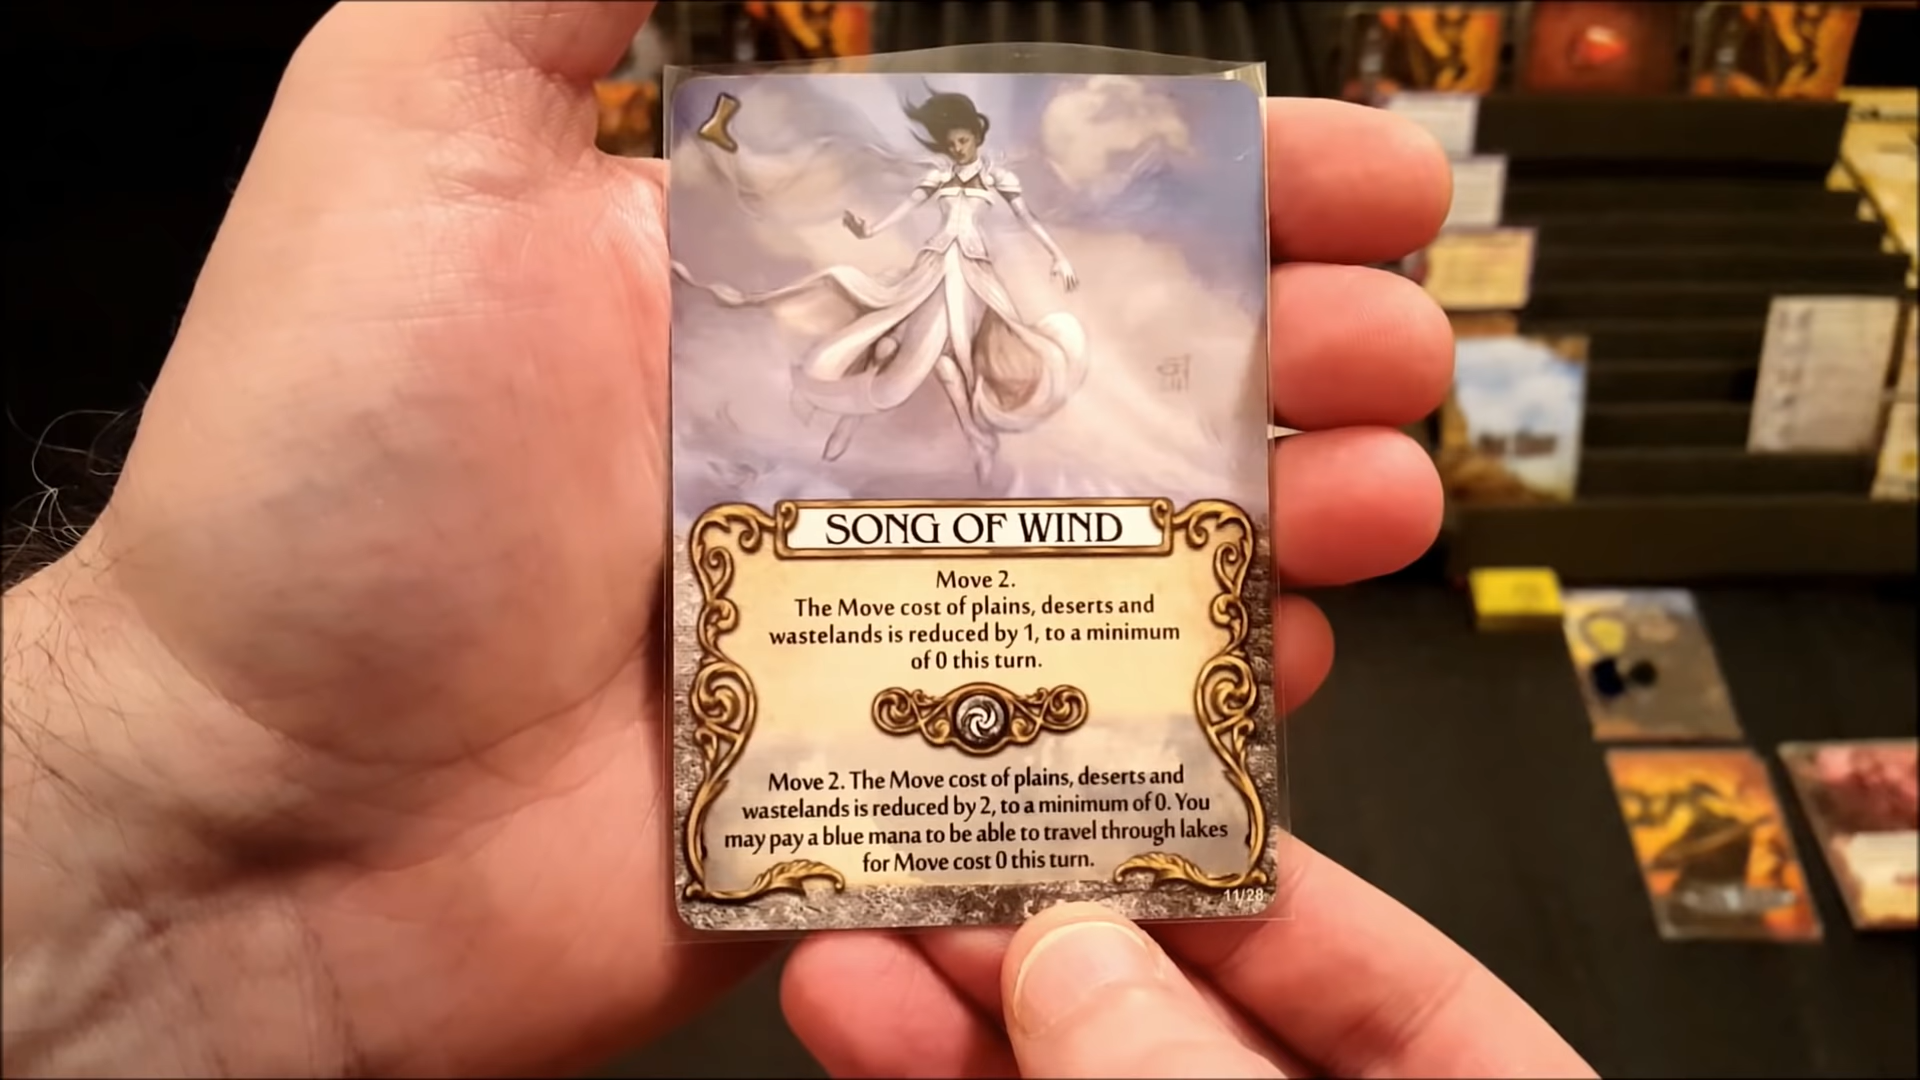 SONG OF WIND
Move 2.
The Move cost of plains, deserts and
wastelands is reduced by 1, to a minimum
of 0 this turn.
Move 2. The Move cost of plains, deserts and
wastelands is reduced by 2, to a minimum of 0. You
may pay a blue mana to be able to travel through lakes
for Move cost 0 this turn.
11/28